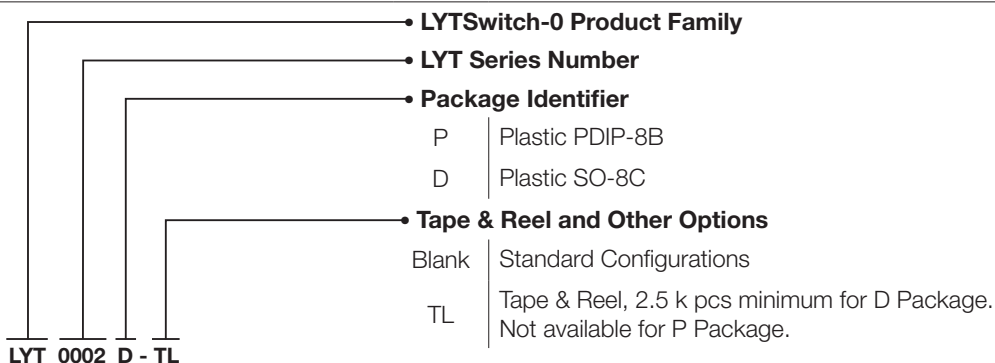 LYTSwitch-0 Product Family
LYT Series Number
Package Identifier
P Plastic PDIP-8B
D Plastic SO-8C
Tape & Reel and Other Options
Blank Standard Configurations
TL Tape & Reel, 2.5 k pcs minimum for D Package.
Not available for P Package.
LYT 0002 D - TL